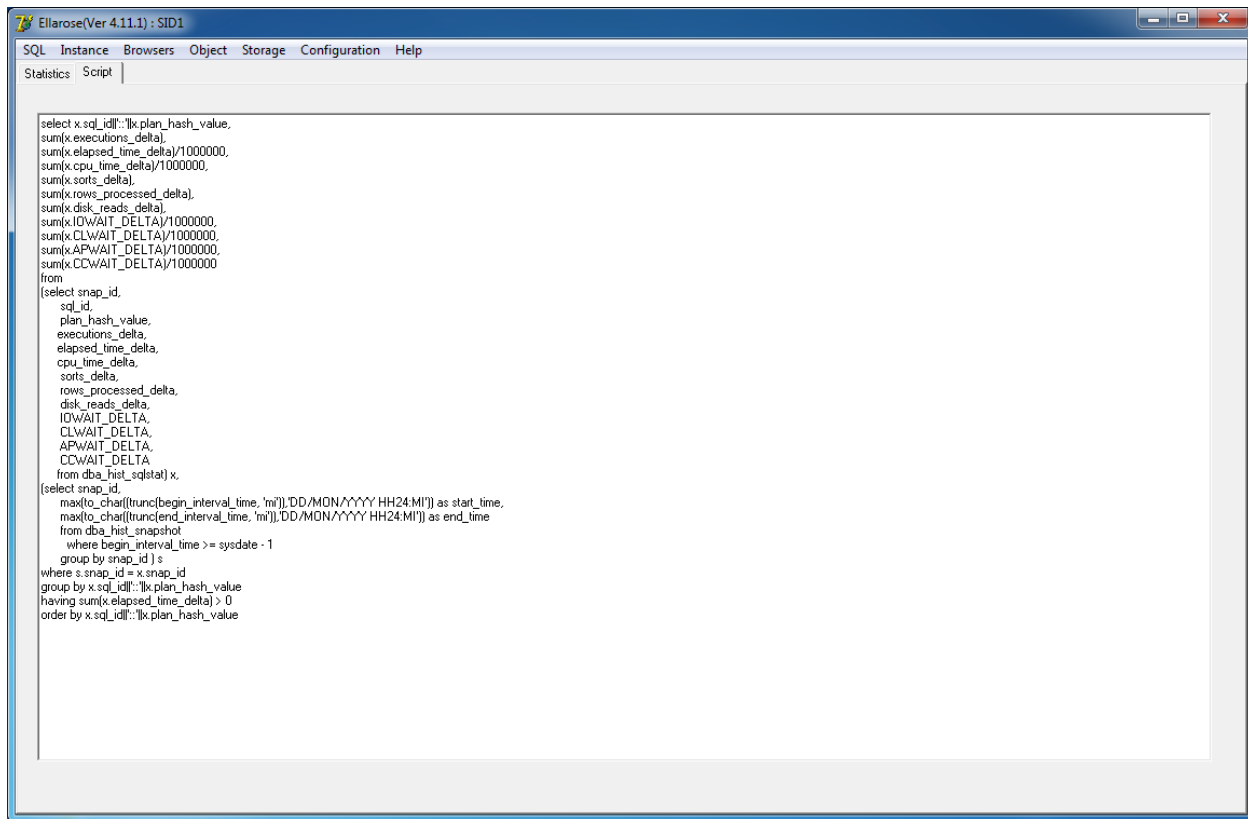 Ellarose(Ver 4.11.1) : SID1
SQL Instance Browsers Object Storage Configuration Help
Statistics Script
select x.sql_id||'::'||x.plan_hash_value,
sum(x.executions_delta),
sum(x.elapsed_time_delta)/1000000,
sum(x.cpu_time_delta)/1000000,
sum(x.sorts_delta),
sum(x.rows_processed_delta),
sum(x.disk_reads_delta),
sum(x.IOWAIT_DELTA)/1000000,
sum(x.CLWAIT_DELTA)/1000000,
sum(x.APWAIT_DELTA)/1000000,
sum(x.CCWAIT_DELTA)/1000000
from
(select snap_id,
sql_id,
plan_hash_value,
executions_delta,
elapsed_time_delta,
cpu_time_delta,
sorts_delta,
rows_processed_delta,
disk_reads_delta,
IOWAIT_DELTA,
CLWAIT_DELTA,
APWAIT_DELTA,
CCWAIT_DELTA
from dba_hist_sqlstat) x,
(select snap_id,
max(to_char((trunc(begin_interval_time, 'mi')),'DD/MON/YYYY HH24:MI')) as start_time,
max(to_char((trunc(end_interval_time, 'mi')),'DD/MON/YYYY HH24:MI')) as end_time
from dba_hist_snapshot
where begin_interval_time >= sysdate - 1
group by snap_id ) s
where s.snap_id = x.snap_id
group by x.sql_id||'::'||x.plan_hash_value
having sum(x.elapsed_time_delta) > 0
order by x.sql_id||'::'||x.plan_hash_value